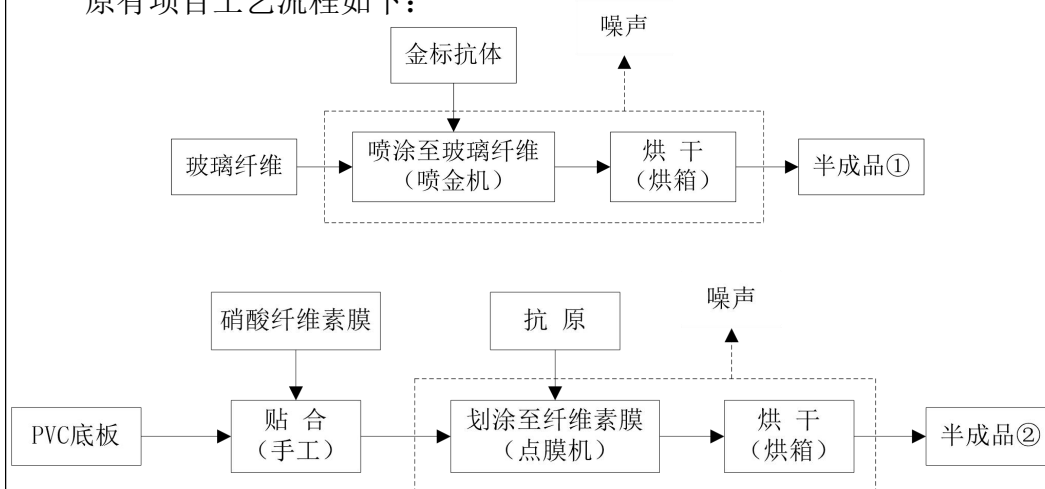 原有项目工艺流程如下：
噪声
金标抗体
玻璃纤维
喷涂至玻璃纤维
（喷金机）
烘 干
（烘箱）
半成品①
噪声
硝酸纤维素膜
抗 原
PVC底板
贴 合
（手工）
划涂至纤维素膜
（点膜机）
烘 干
（烘箱）
半成品②